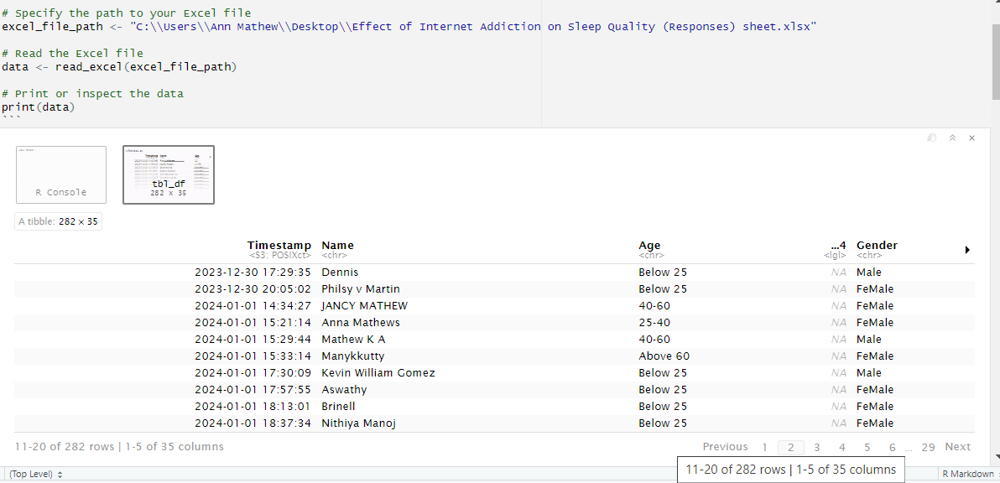 # Specify the path to your Excel file
excel_file_path <- "C:\\Users\\Ann Mathew\\Desktop\\Effect of Internet Addiction on Sleep Quality (Responses) sheet.xlsx"
# Read the Excel file
data <- read_excel(excel_file_path)
# Print or inspect the data
print(data)
```
R Console
tbl_df
282 x 35
A tibble: 282 × 35
Timestamp Name Age ...4 Gender
<S3: POSIXct> <chr> <chr> <lgl> <chr>
2023-12-30 17:29:35 Dennis Below 25 NA Male
2023-12-30 20:05:02 Philsy v Martin Below 25 NA FeMale
2024-01-01 14:34:27 JANCY MATHEW 40-60 NA FeMale
2024-01-01 15:21:14 Anna Mathews 25-40 NA FeMale
2024-01-01 15:29:44 Mathew K A 40-60 NA Male
2024-01-01 15:33:14 Manykkutty Above 60 NA FeMale
2024-01-01 17:30:09 Kevin William Gomez Below 25 NA Male
2024-01-01 17:57:55 Aswathy Below 25 NA FeMale
2024-01-01 18:13:01 Brinell Below 25 NA FeMale
2024-01-01 18:37:34 Nithiya Manoj Below 25 NA FeMale
11-20 of 282 rows | 1-5 of 35 columns Previous 1 2 3 4 5 6 ... 29 Next
11-20 of 282 rows | 1-5 of 35 columns
(Top Level) R Markdown